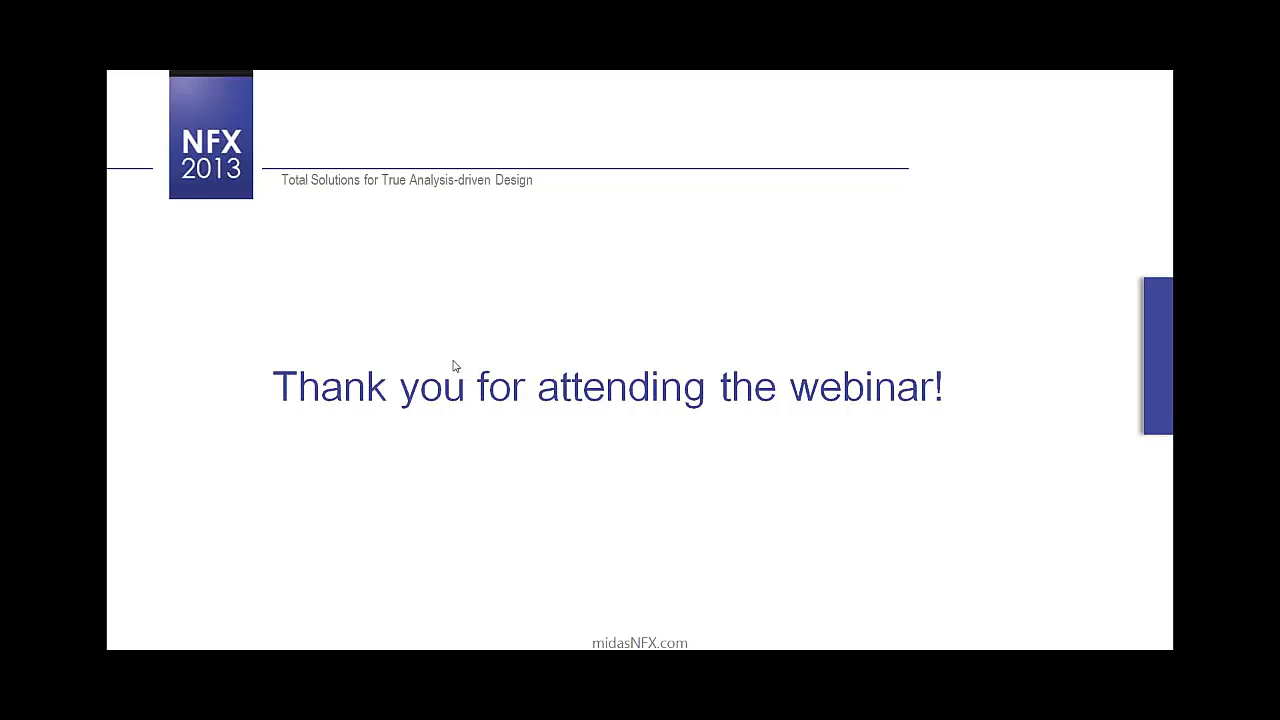 NFX
2013
Total Solutions for True Analysis-driven Design
Thank you for attending the webinar!
midasNFX.com